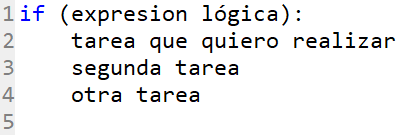 1 if (expresion lógica):
2     tarea que quiero realizar
3     segunda tarea
4     otra tarea
5